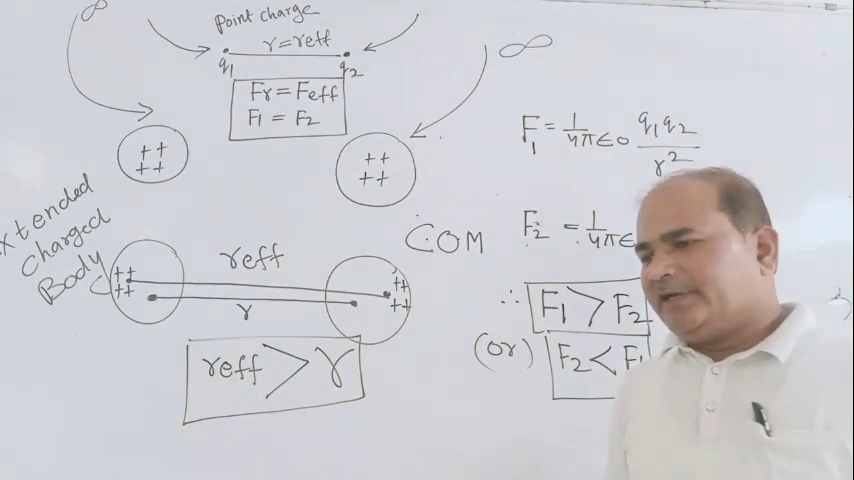 ∞
point charge
r=reff
q1 q2
Fr = Feff
F1 = F2
∞
++
++
++
++
Extended
Charged
Body
++
++
reff
r
++
++
COM
reff > r
F1 = 1/4πε0 q1q2/r²
F2 = 1/4πε
∴ F1 > F2
(or) F2 < F1